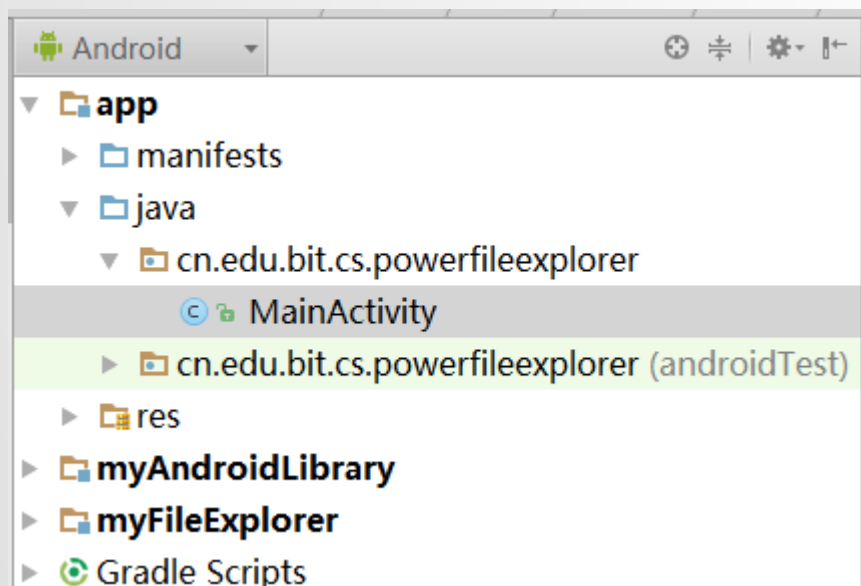 Android
app
manifests
java
cn.edu.bit.cs.powerfileexplorer
C MainActivity
cn.edu.bit.cs.powerfileexplorer (androidTest)
res
myAndroidLibrary
myFileExplorer
Gradle Scripts